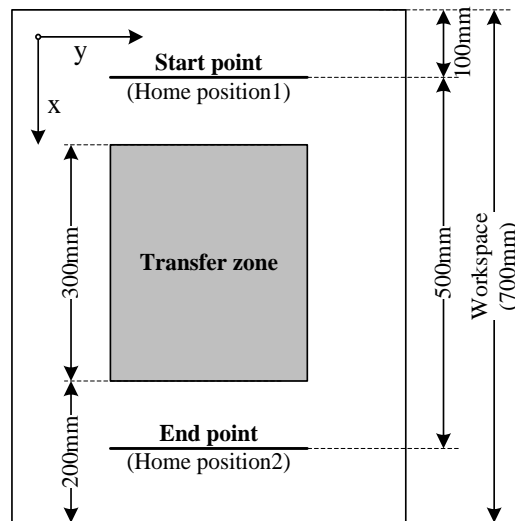 y
x
Start point
(Home position1)
100mm
Transfer zone
300mm
500mm
Workspace
(700mm)
End point
(Home position2)
200mm